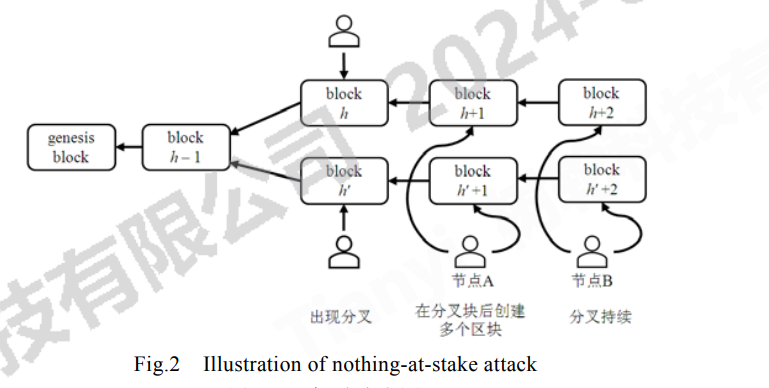 block
h
block
h+1
block
h+2
genesis
block
block
h – 1
block
h′
block
h′+1
block
h′+2
节点A
节点B
出现分叉
在分叉块后创建
多个区块
分叉持续
Fig.2 Illustration of nothing-at-stake attack
技有限公司 2024-